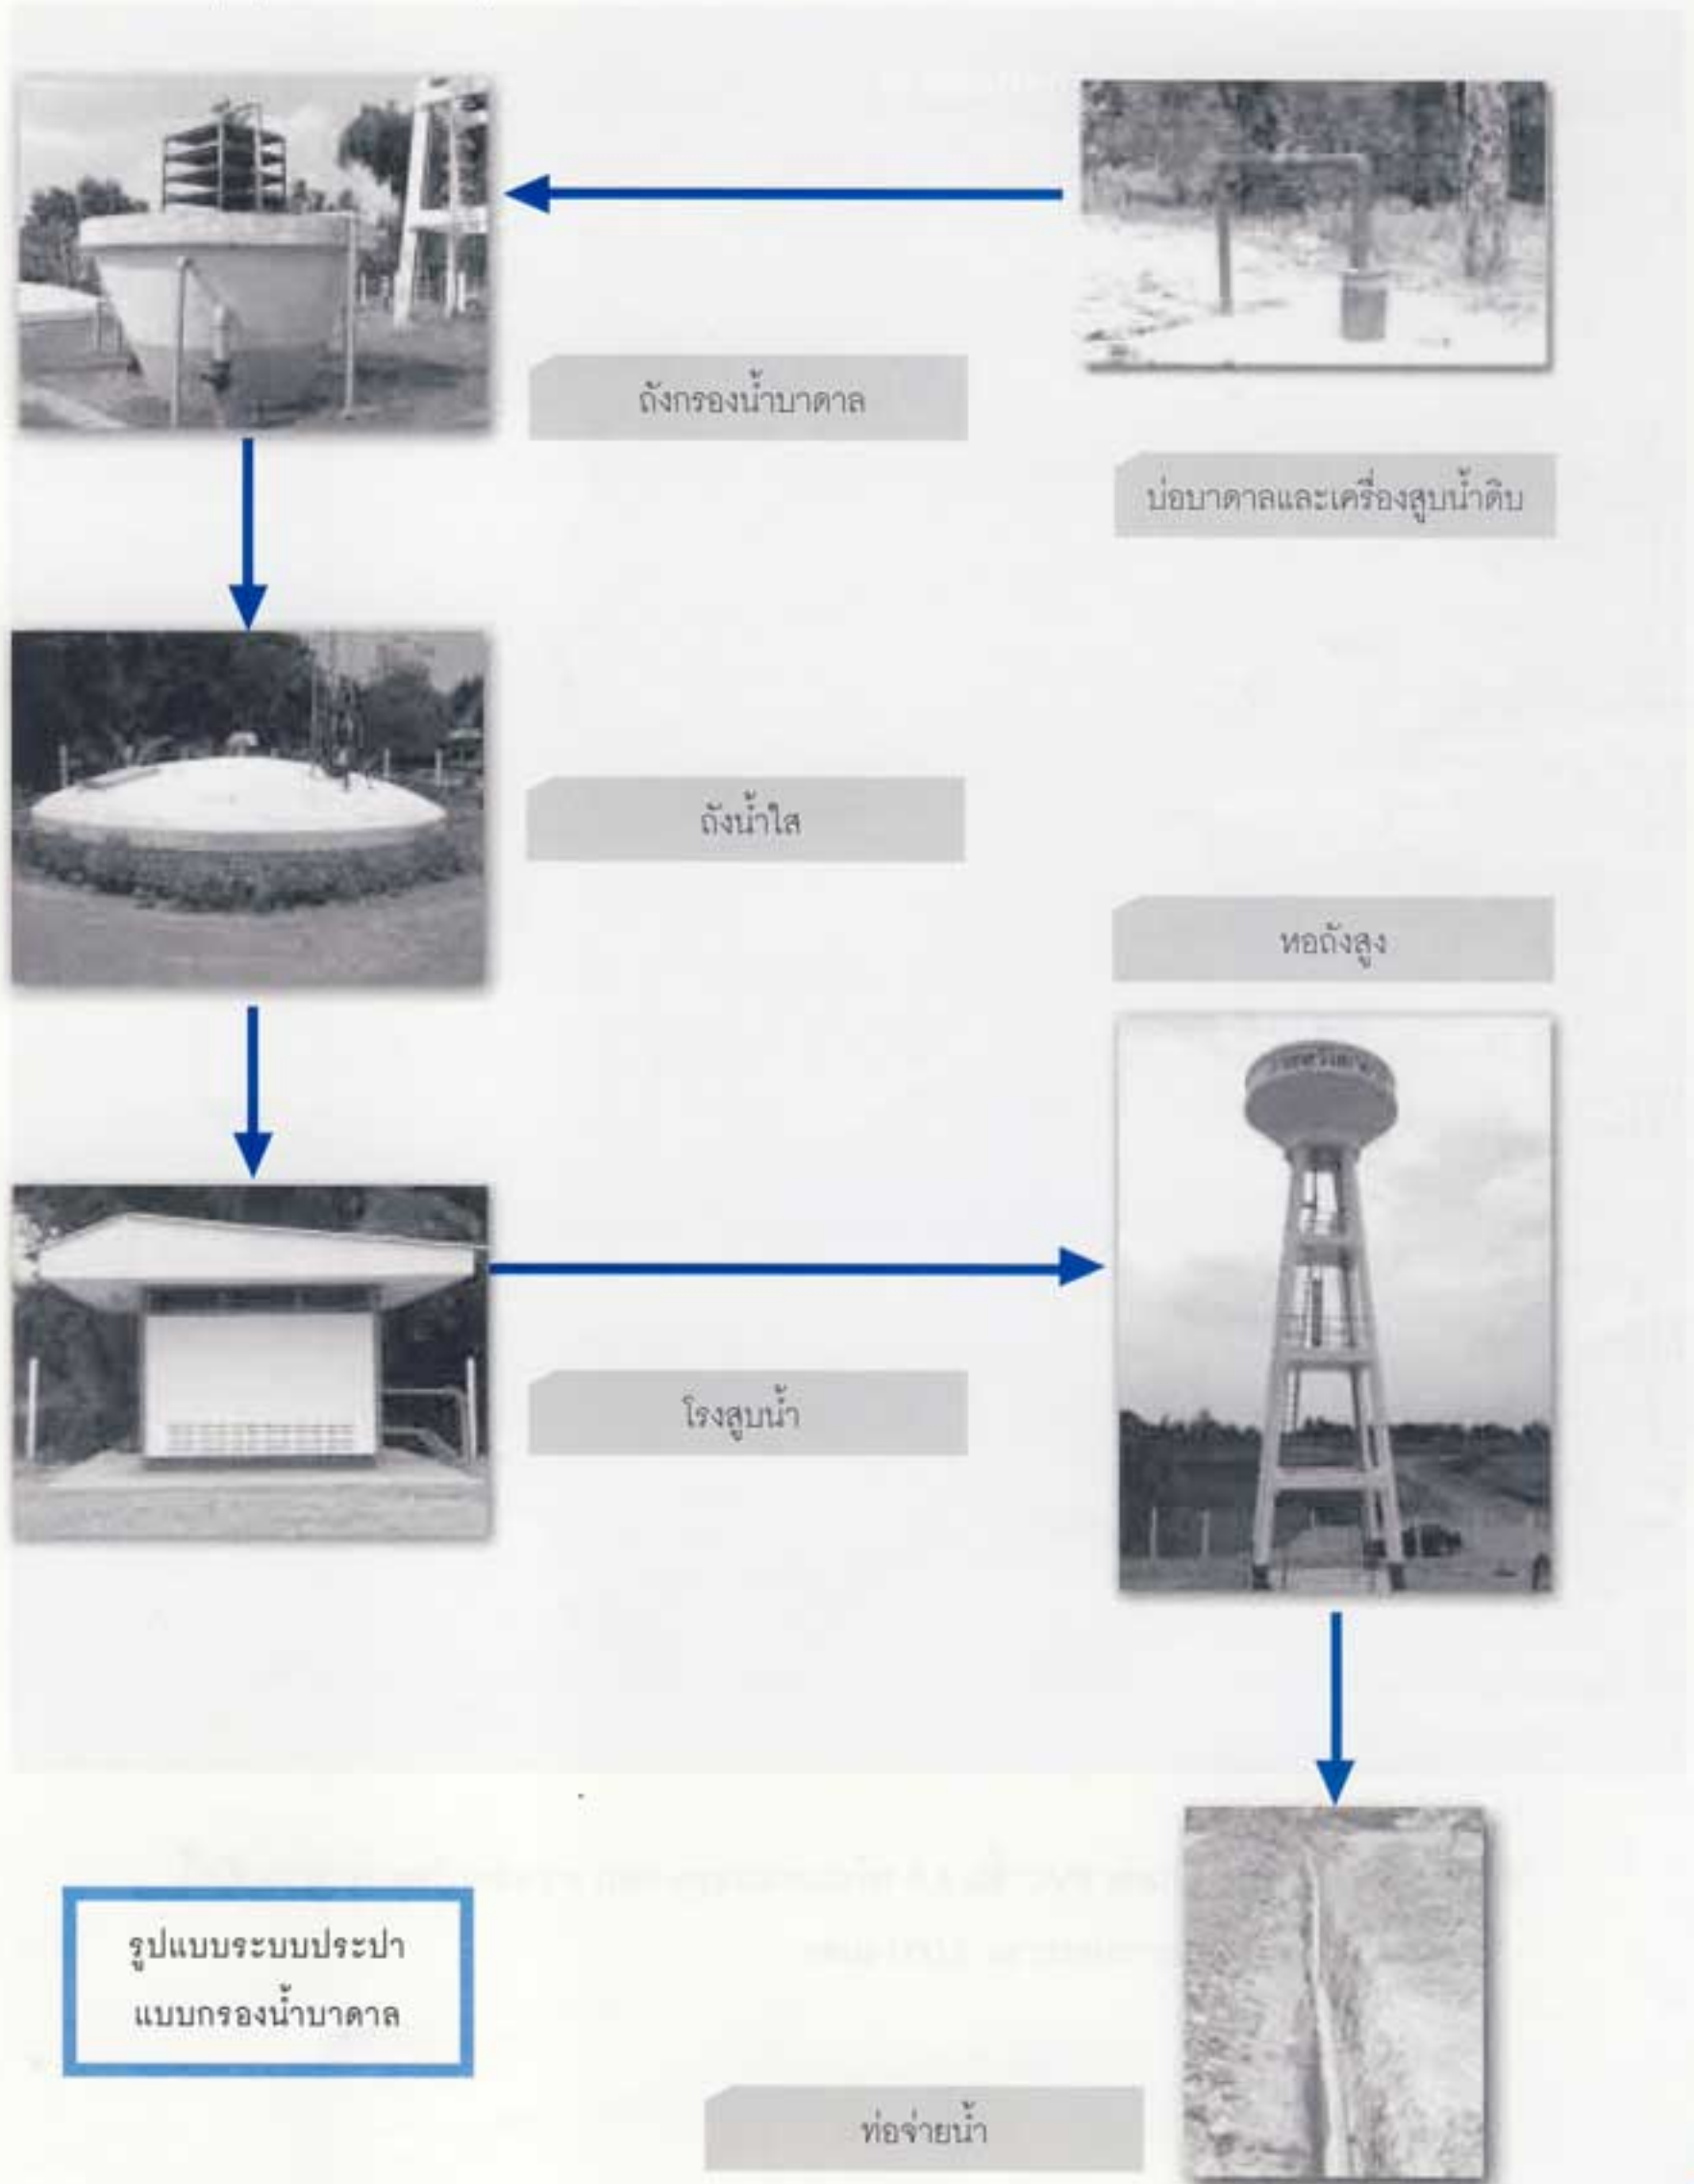 ถังกรองน้ำบาดาล
บ่อบาดาลและเครื่องสูบน้ำดิบ
ถังน้ำใส
หอถังสูง
โรงสูบน้ำ
รูปแบบระบบประปา
แบบกรองน้ำบาดาล
ท่อจ่ายน้ำ